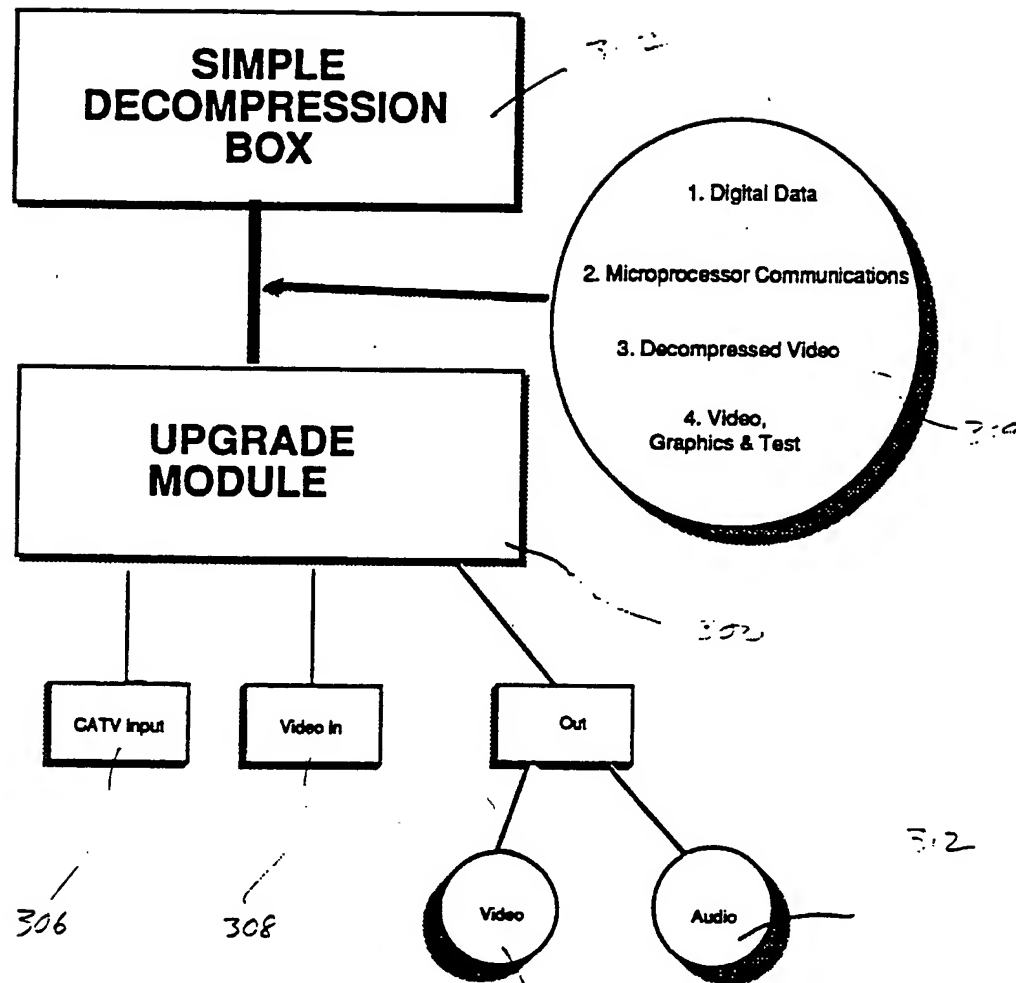 SIMPLE
DECOMPRESSION
BOX
1. Digital Data
2. Microprocessor Communications
3. Decompressed Video
4. Video,
Graphics & Test
UPGRADE
MODULE
CATV Input
Video In
Out
312
306
308
Video
Audio